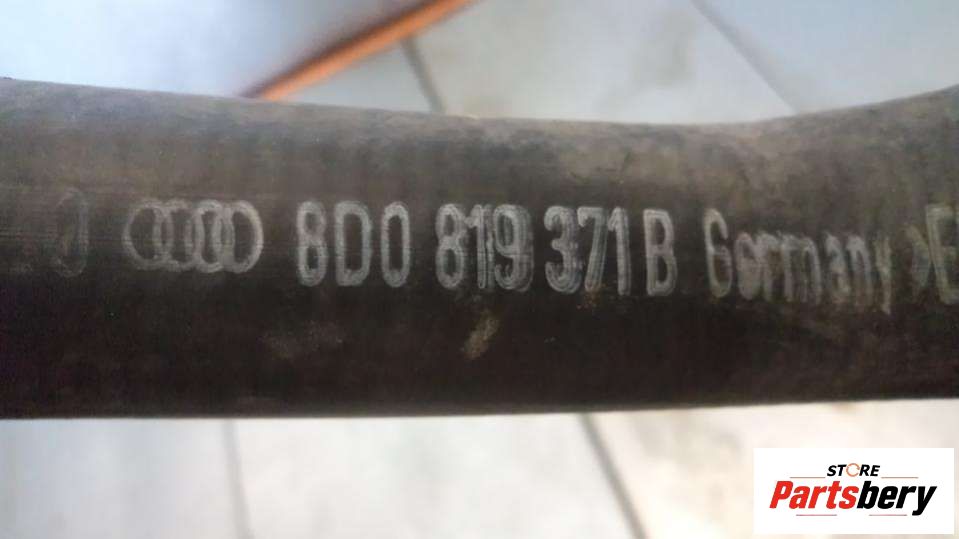 8D0 819 371 B Germany >E
STORE
Partsbery